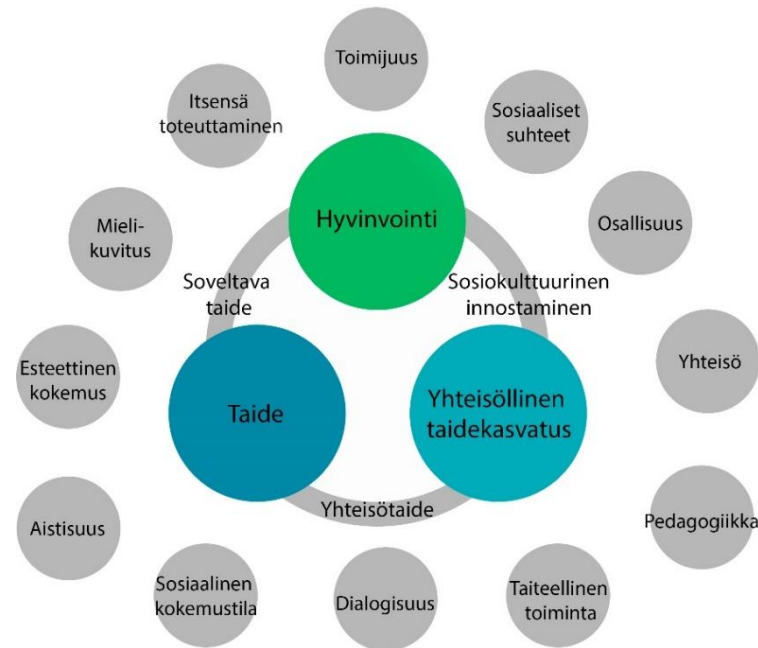 Toimijuus
Itsensä
toteuttaminen
Sosiaaliset
suhteet
Hyvinvointi
Mieli-
kuvitus
Osallisuus
Soveltava
taide
Sosiokulttuurinen
innostaminen
Esteettinen
kokemus
Yhteisö
Taide
Yhteisöllinen
taidekasvatus
Yhteisötaide
Aistisuus
Pedagogiikka
Sosiaalinen
kokemustila
Dialogisuus
Taiteellinen
toiminta